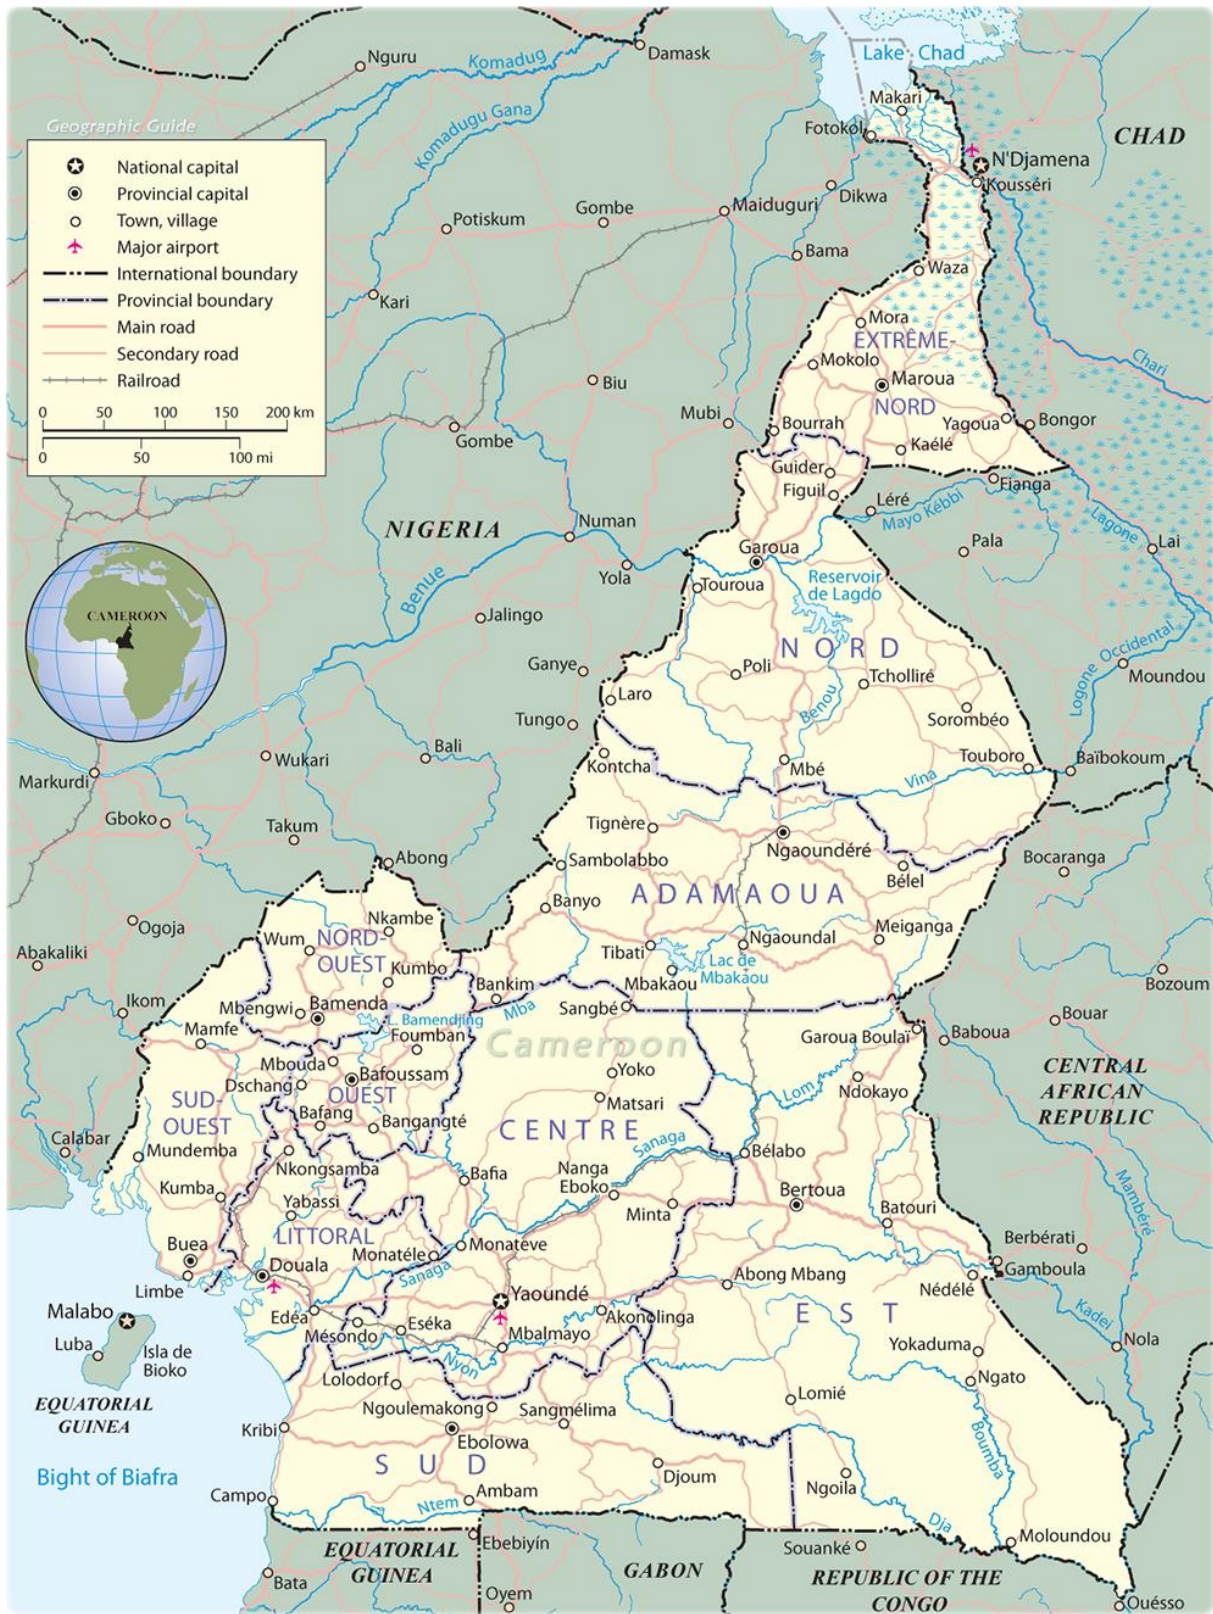 Nguru
Komadug
Damask
Lake Chad
Komadugu Gana
Makari
Fotokol
CHAD
Geographic Guide
National capital
Provincial capital
Town, village
Major airport
International boundary
Provincial boundary
Main road
Secondary road
Railroad
0 50 100 150 200 km
0 50 100 mi
N'Djamena
Kousséri
Dikwa
Maiduguri
Gombe
Potiskum
Bama
Waza
Kari
Mora
EXTRÊME-
NORD
Mokolo
Maroua
Chari
Biu
Mubi
Bourrah
Yagoua
Bongor
Gombe
Kaélé
Guider
Figuil
Fianga
Léré
Mayo Kébbi
Lagone
NIGERIA
Numan
Garoua
Pala
Lai
Yola
Touroua
Reservoir
de Lagdo
Benue
CAMEROON
Jalingo
NORD
Logone Occidental
Ganye
Poli
Tcholliré
Moundou
Laro
Benou
Sorombéo
Tungo
Bali
Wukari
Kontcha
Mbé
Touboro
Baïbokoum
Vina
Markurdi
Gboko
Takum
Tignère
Ngaoundéré
Abong
Sambolabbo
Bocaranga
Bélel
ADAMAOUA
Banyo
Nkambe
Ogoja
Wum
NORD-
OUEST
Meiganga
Ngaoundal
Tibati
Lac de
Mbakaou
Abakaliki
Kumbo
Bankim
Mbakaou
Bozoum
Ikom
Mbengwi
Bamenda
Mba
Sangbé
L. Bamendjing
Mamfe
Foumban
Cameroon
Garoua Boulaï
Baboua
Bouar
Mbouda
Bafoussam
Dschang
OUEST
Yoko
Lom
Ndokayo
CENTRAL
AFRICAN
REPUBLIC
SUD-
OUEST
Matsari
Bafang
Bangangté
CENTRE
Sanaga
Calabar
Mundemba
Nkongsamba
Bélabo
Bafia
Nanga
Eboko
Kumba
Yabassi
Minta
Bertoua
Batouri
Mambéré
LITTORAL
Buea
Monatéle
Monatéve
Berbérati
Douala
Sanaga
Gamboula
Limbe
Abong Mbang
Nédélé
Malabo
Yaoundé
Edéa
EST
Kadei
Akonolinga
Mésondo
Eséka
Mbalmayo
Luba
Isla de
Bioko
Nyon
Yokaduma
Nola
Lolodorf
Ngato
EQUATORIAL
GUINEA
Ngoulemakong
Sangmélima
Lomié
Kribi
Ebolowa
Boumba
Bight of Biafra
SUD
Djoum
Ngoila
Campo
Ntem
Ambam
Dja
Moloundou
EQUATORIAL
GUINEA
Ebebiyín
Souanké
GABON
REPUBLIC OF THE
CONGO
Bata
Oyem
Ouésso